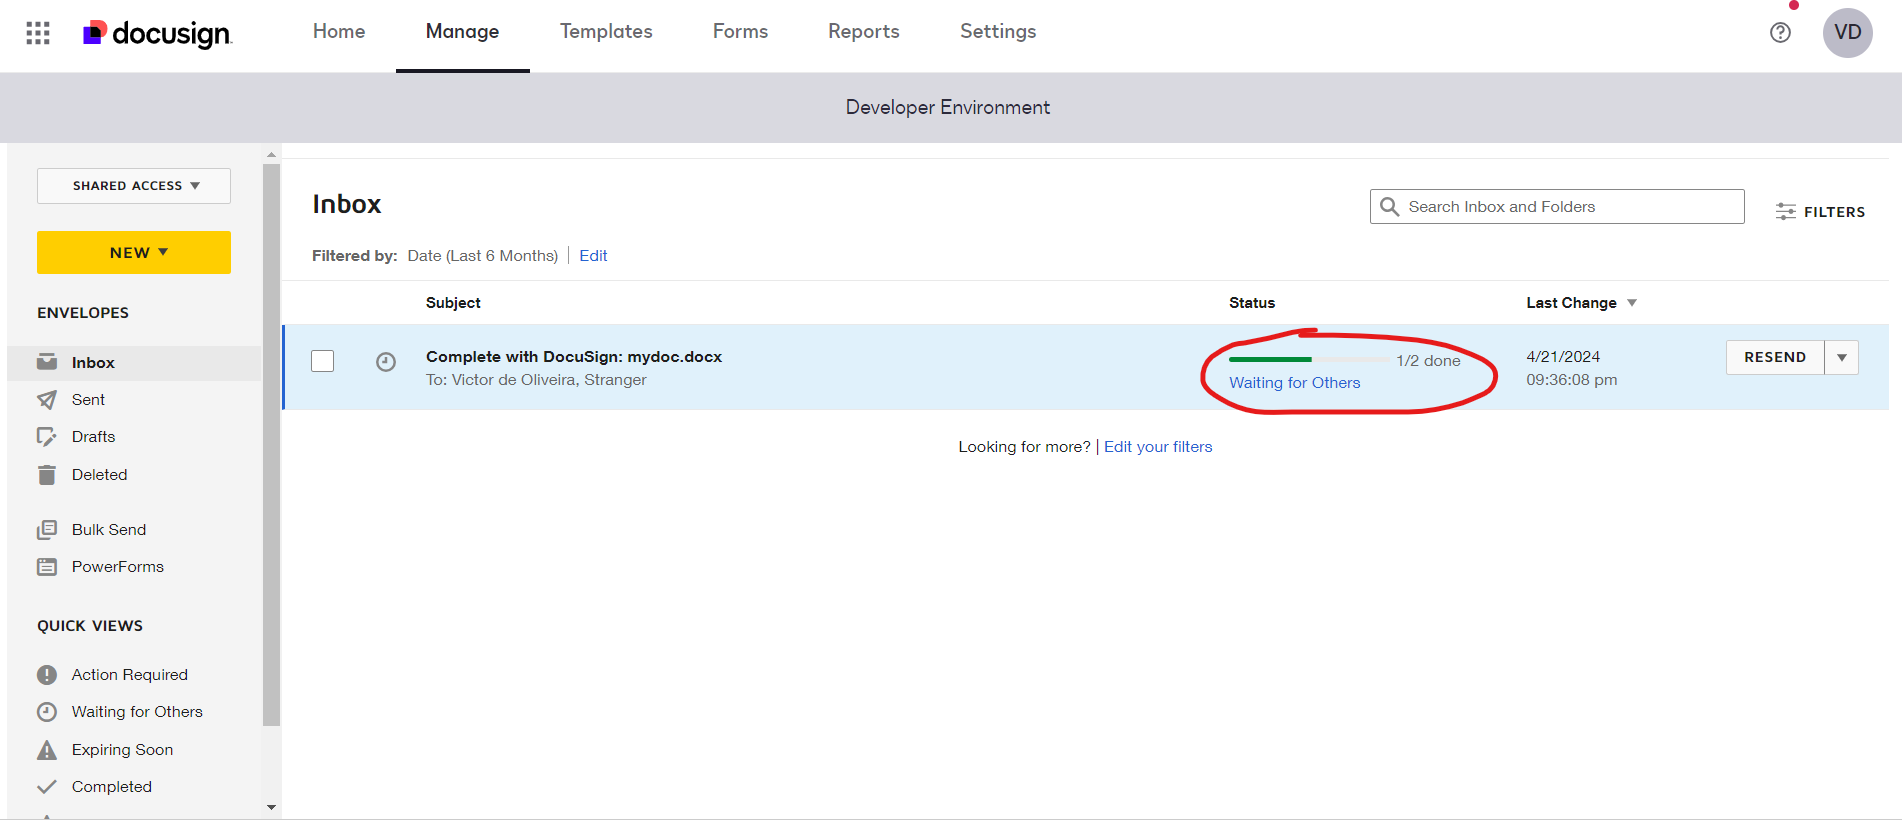 docusign
Home
Manage
Templates
Forms
Reports
Settings
VD
Developer Environment
SHARED ACCESS
NEW
ENVELOPES
Inbox
Sent
Drafts
Deleted
Bulk Send
PowerForms
QUICK VIEWS
Action Required
Waiting for Others
Expiring Soon
Completed
Inbox
Search Inbox and Folders
FILTERS
Filtered by: Date (Last 6 Months) | Edit
Subject
Status
Last Change
Complete with DocuSign: mydoc.docx
To: Victor de Oliveira, Stranger
1/2 done
Waiting for Others
4/21/2024
09:36:08 pm
RESEND
Looking for more? | Edit your filters